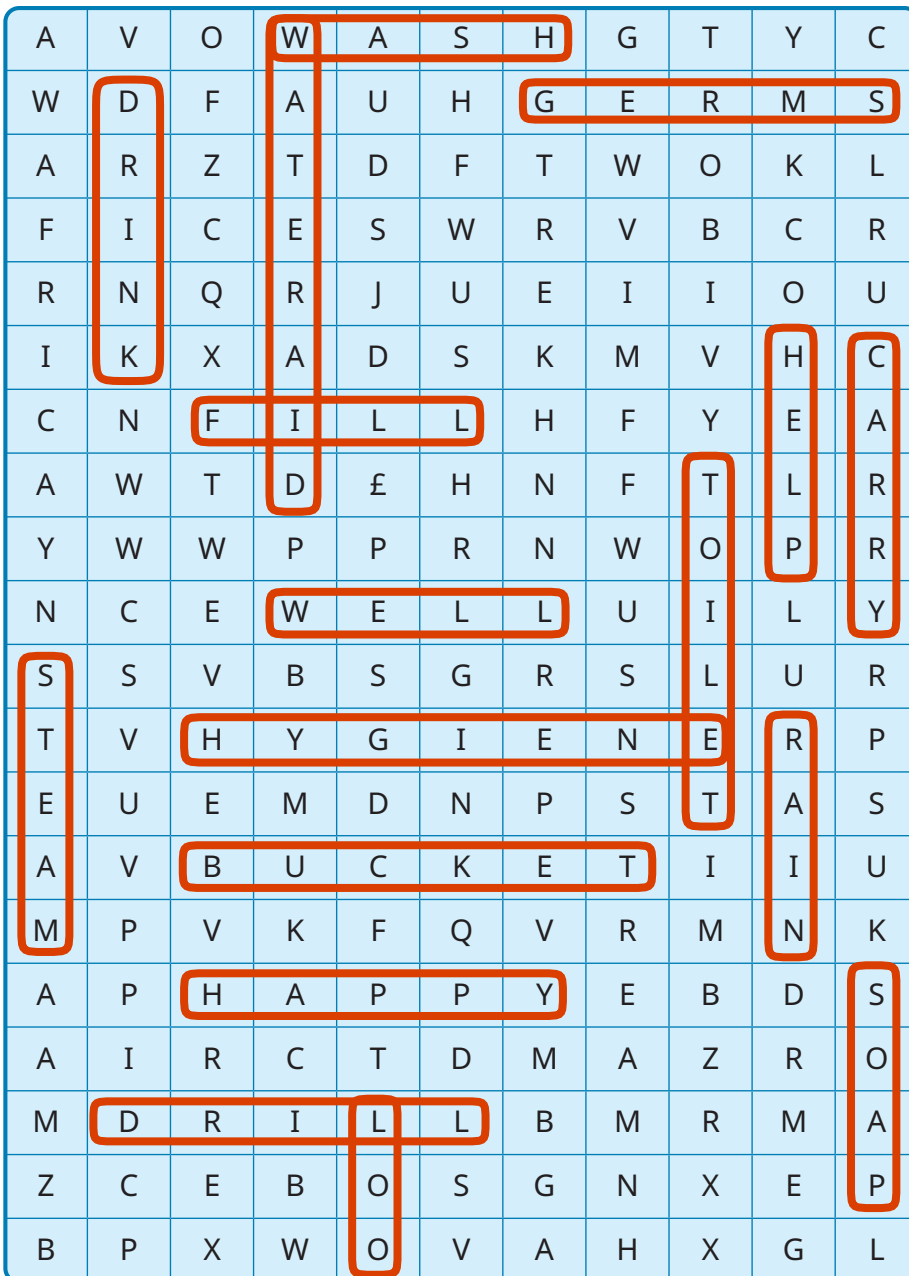 A V O W A S H G T Y C
W D F A U H G E R M S
A R Z T D F T W O K L
F I C E S W R V B C R
R N Q R J U E I I O U
I K X A D S K M V H C
C N F I L L H F Y E A
A W T D £ H N F T L R
Y W W P P R N W O P R
N C E W E L L U I L Y
S S V B S G R S L U R
T V H Y G I E N E R P
E U E M D N P S T A S
A V B U C K E T I I U
M P V K F Q V R M N K
A P H A P P Y E B D S
A I R C T D M A Z R O
M D R I L L B M R M A
Z C E B O S G N X E P
B P X W O V A H X G L